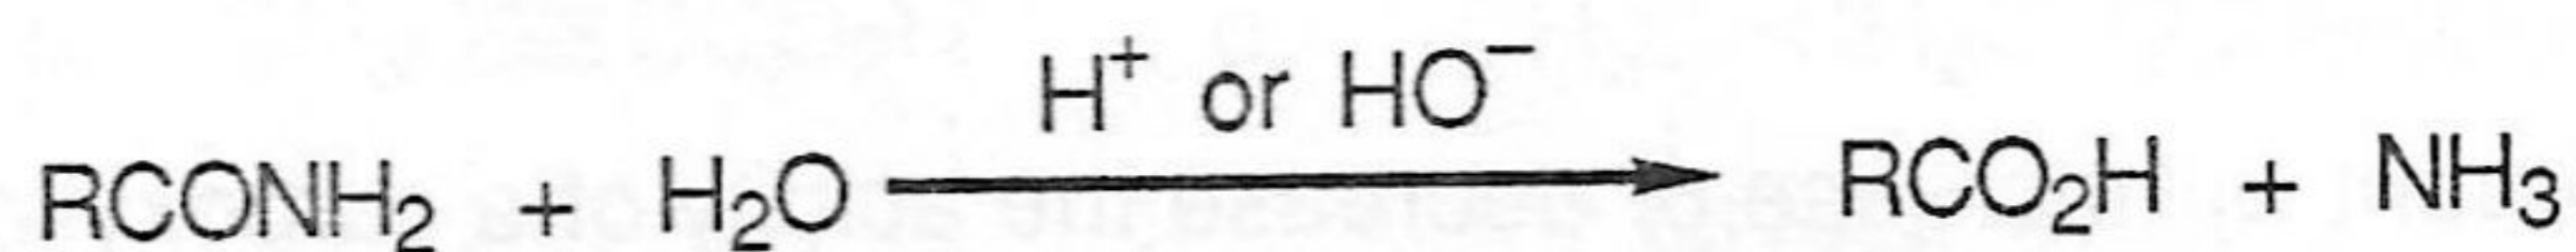 H⁺ or HO⁻
RCONH₂ + H₂O ⟶ RCO₂H + NH₃